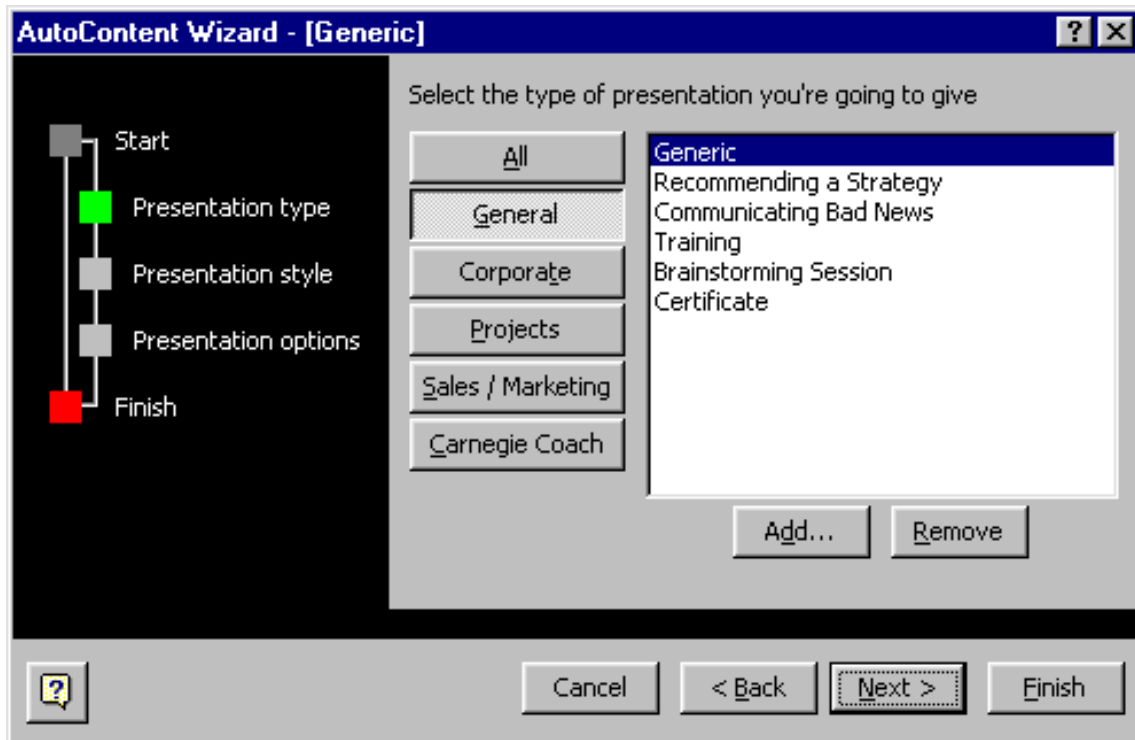 AutoContent Wizard - [Generic]
Start
Presentation type
Presentation style
Presentation options
Finish
Select the type of presentation you're going to give
All
General
Corporate
Projects
Sales / Marketing
Carnegie Coach
Generic
Recommending a Strategy
Communicating Bad News
Training
Brainstorming Session
Certificate
Add...
Remove
Cancel
< Back
Next >
Finish